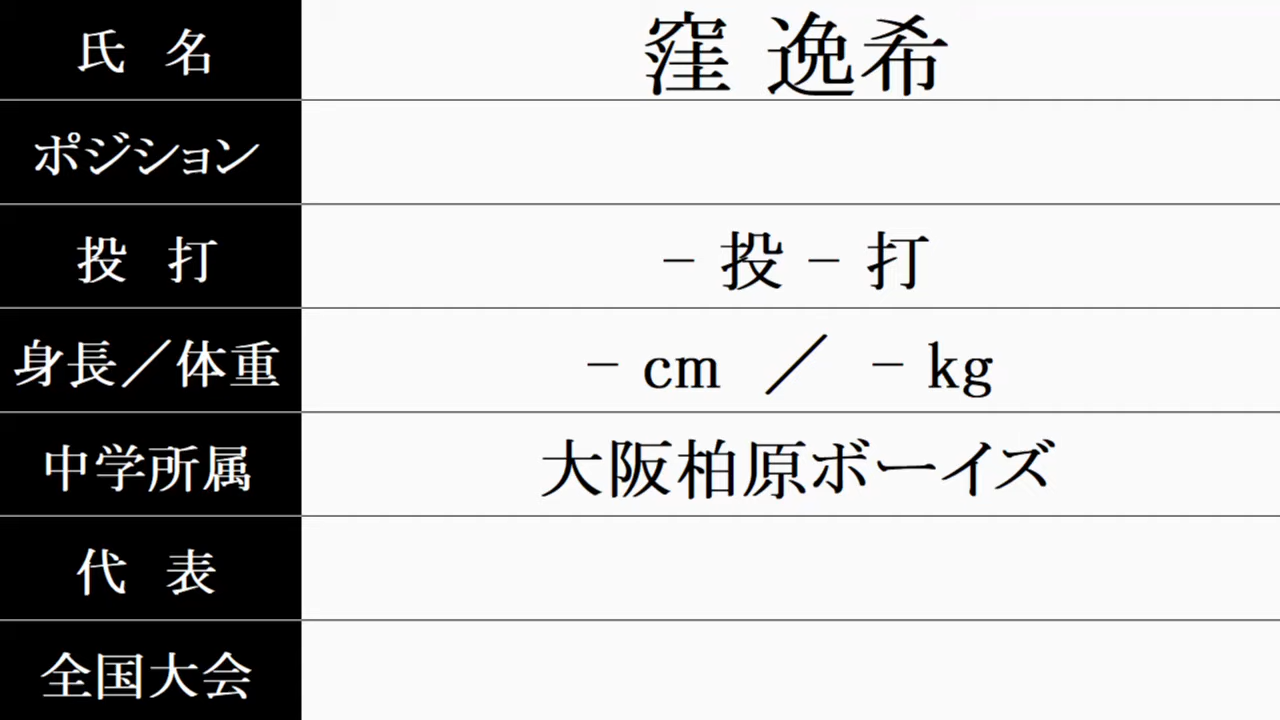 氏 名 窪 逸希
ポジション
投 打 − 投 − 打
身長／体重 − cm ／ − kg
中学所属 大阪柏原ボーイズ
代 表
全国大会